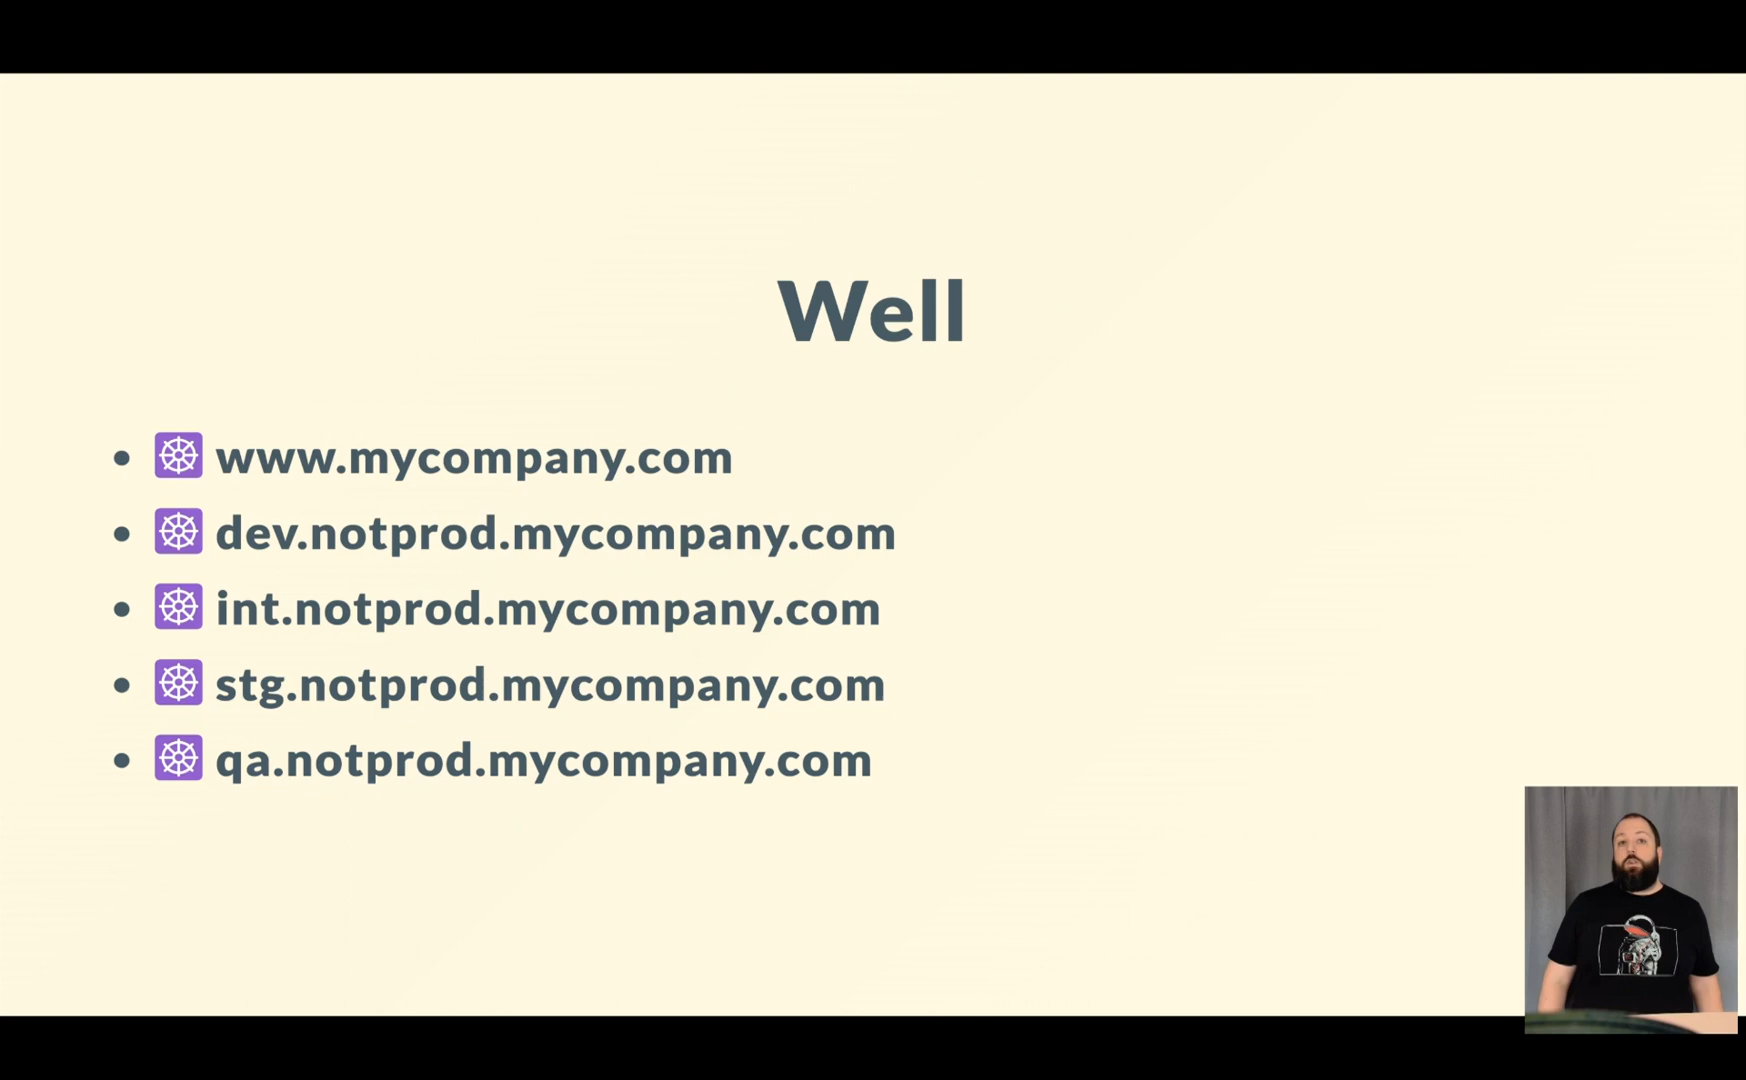 Well
• ☸️ www.mycompany.com
• ☸️ dev.notprod.mycompany.com
• ☸️ int.notprod.mycompany.com
• ☸️ stg.notprod.mycompany.com
• ☸️ qa.notprod.mycompany.com